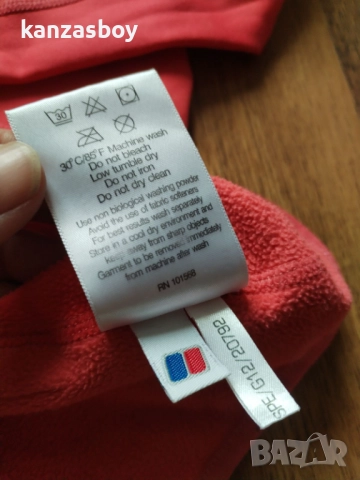 kanzasboy
30
30°C/85°F Machine wash
Do not bleach
Low tumble dry
Do not iron
Do not dry clean
Use non biological washing powder
Avoid the use of fabric softeners
For best results wash separately
Store in a cool dry environment and
keep away from sharp objects
Garment to be removed immediately
from machine after wash
RN 101568
SPE/G12/20792
BAZAR